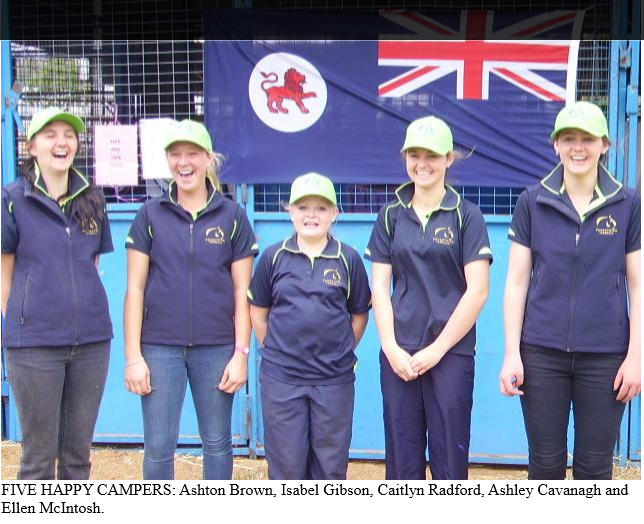 FIVE HAPPY CAMPERS: Ashton Brown, Isabel Gibson, Caitlyn Radford, Ashley Cavanagh and
Ellen McIntosh.